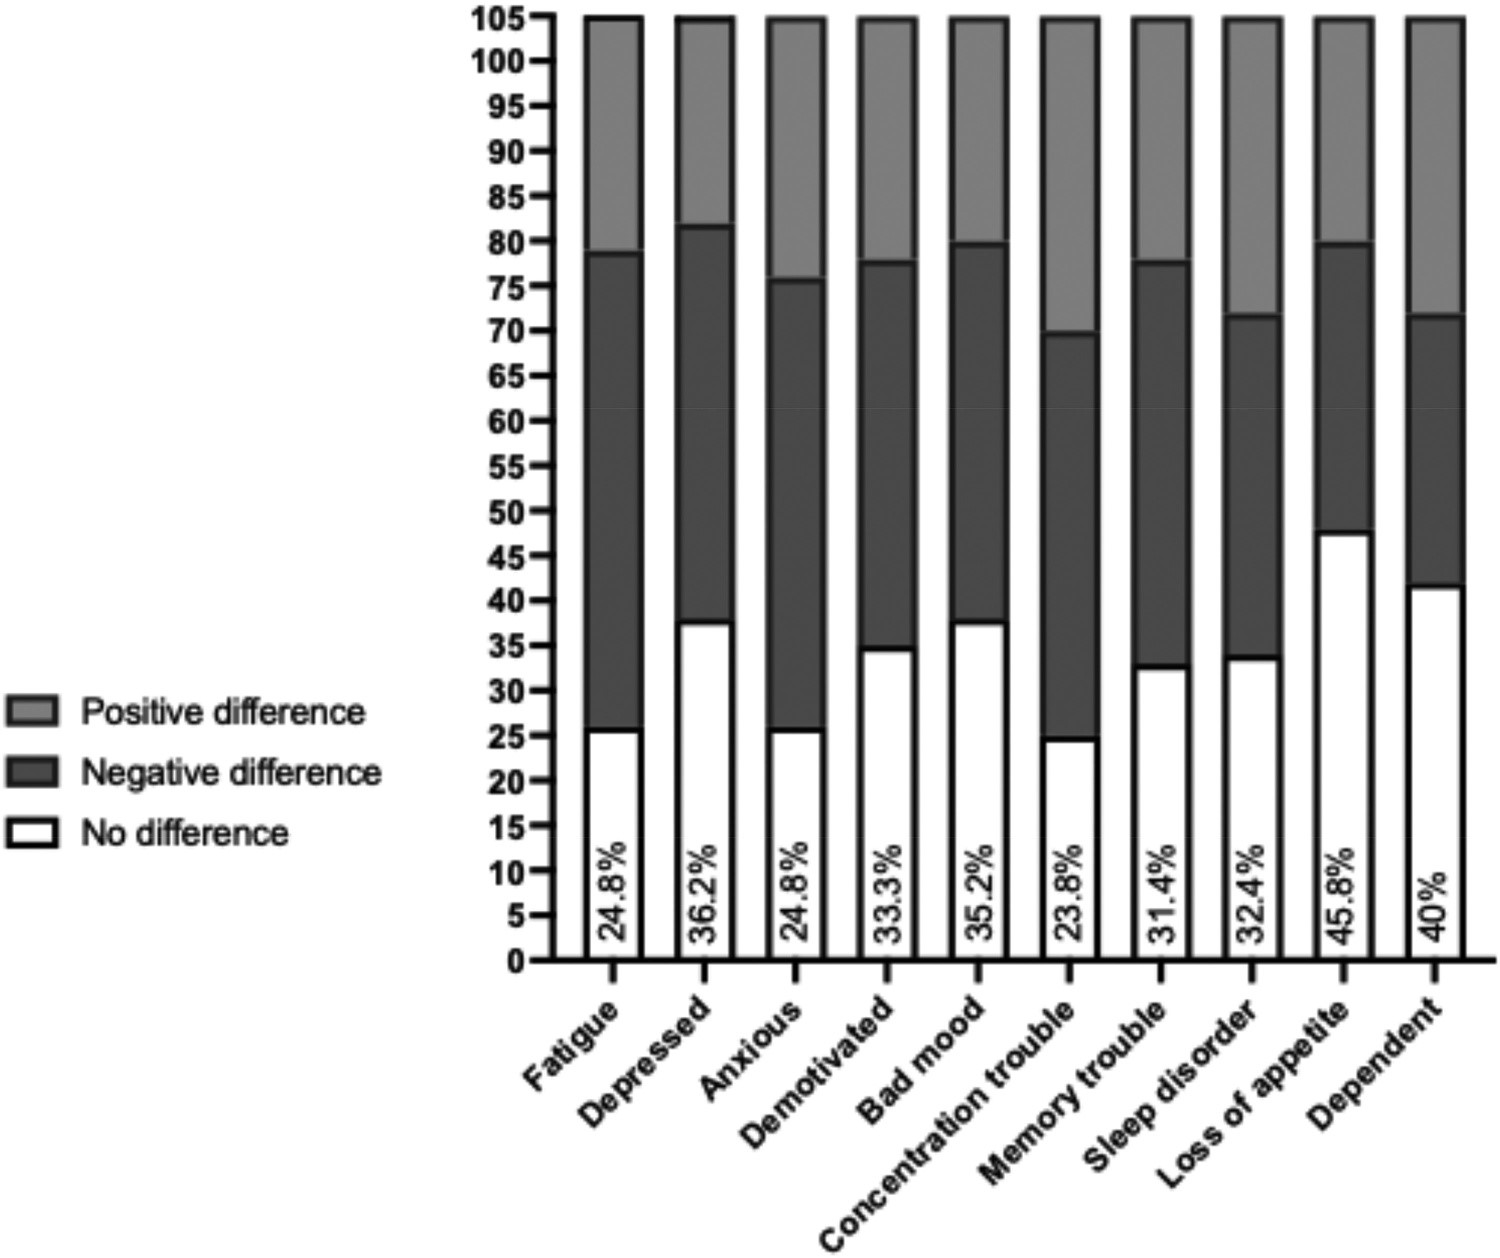 105
100
95
90
85
80
75
70
65
60
55
50
45
40
35
30
25
20
15
10
5
0
Positive difference
Negative difference
No difference
24.8%
36.2%
24.8%
33.3%
35.2%
23.8%
31.4%
32.4%
45.8%
40%
Fatigue
Depressed
Anxious
Demotivated
Bad mood
Concentration trouble
Memory trouble
Sleep disorder
Loss of appetite
Dependent